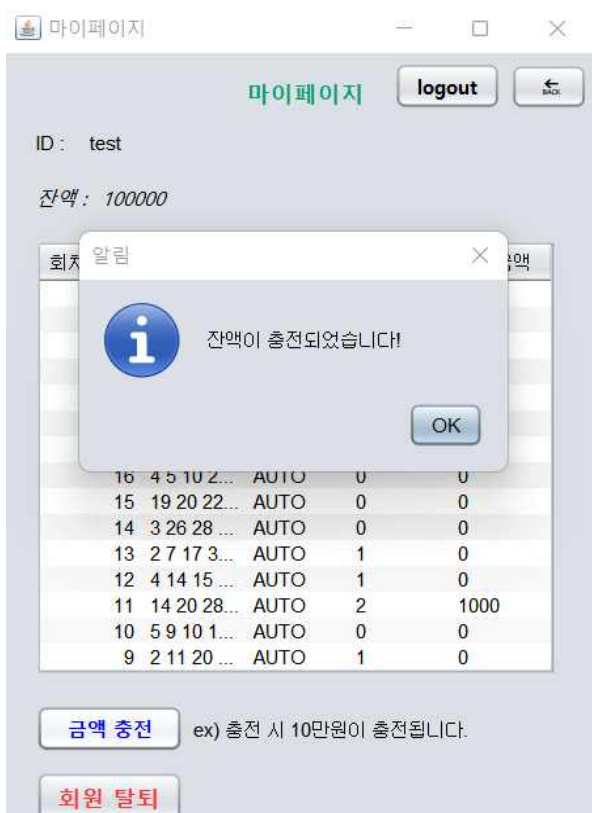 마이페이지
마이페이지 logout BACK
ID : test
잔액 : 100000
알림
잔액이 충전되었습니다!
OK
16 4 5 10 2... AUTO 0 0
15 19 20 22... AUTO 0 0
14 3 26 28 ... AUTO 0 0
13 2 7 17 3... AUTO 1 0
12 4 14 15 ... AUTO 1 0
11 14 20 28... AUTO 2 1000
10 5 9 10 1... AUTO 0 0
9 2 11 20 ... AUTO 1 0
금액 충전 ex) 충전 시 10만원이 충전됩니다.
회원 탈퇴